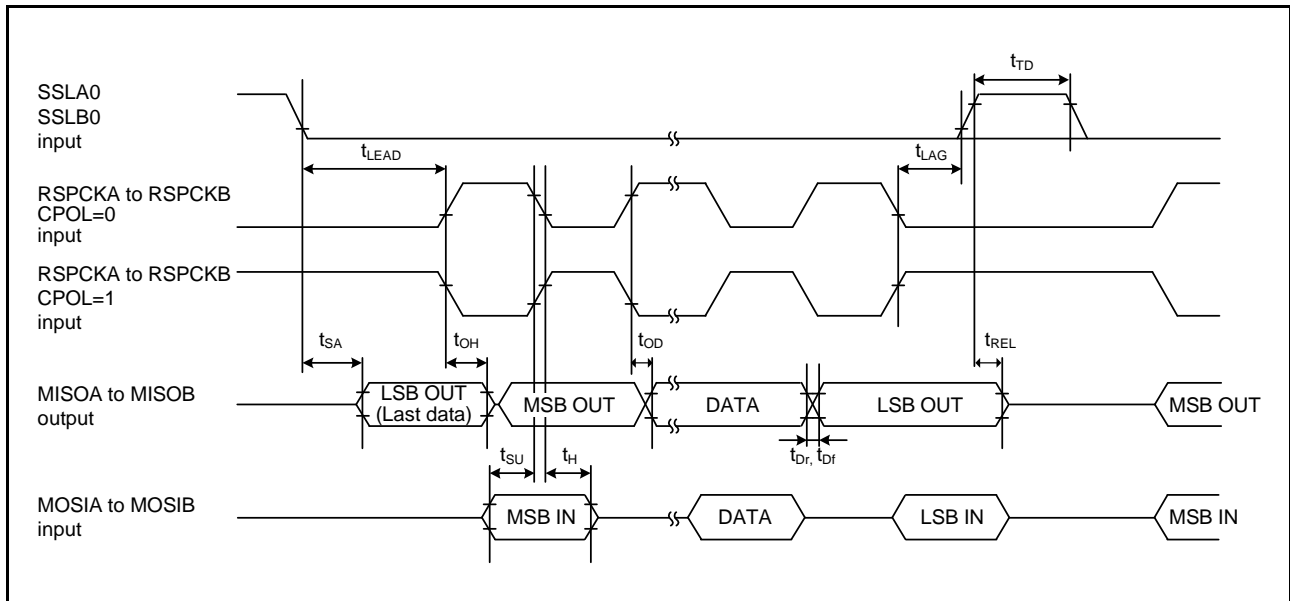 tTD
SSLA0
SSLB0
input
tLEAD
tLAG
RSPCKA to RSPCKB
CPOL=0
input
RSPCKA to RSPCKB
CPOL=1
input
tSA
tOH
tOD
tREL
MISOA to MISOB
output
LSB OUT
(Last data)
MSB OUT
DATA
LSB OUT
MSB OUT
tSU
tH
tDr, tDf
MOSIA to MOSIB
input
MSB IN
DATA
LSB IN
MSB IN